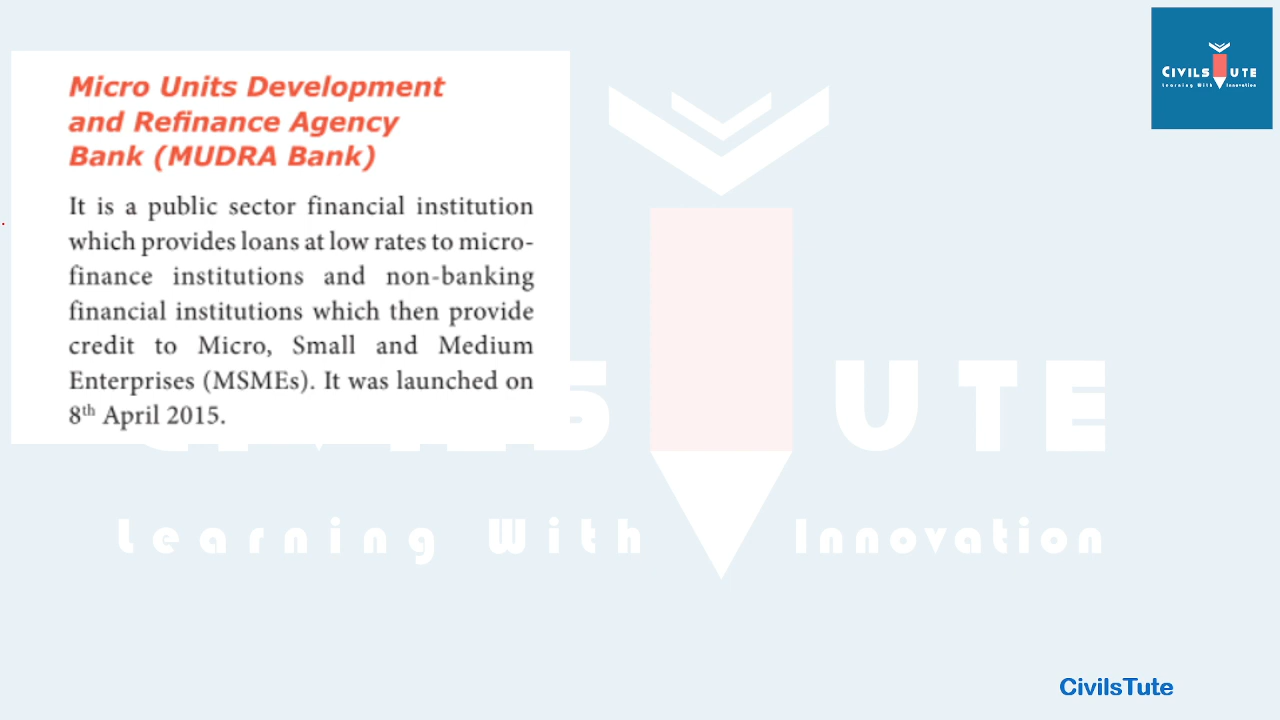 Micro Units Development
and Refinance Agency
Bank (MUDRA Bank)
It is a public sector financial institution
which provides loans at low rates to micro-
finance institutions and non-banking
financial institutions which then provide
credit to Micro, Small and Medium
Enterprises (MSMEs). It was launched on
8th April 2015.
CIVILS UTE
Learning With Innovation
UTE
Learning With Innovation
CivilsTute